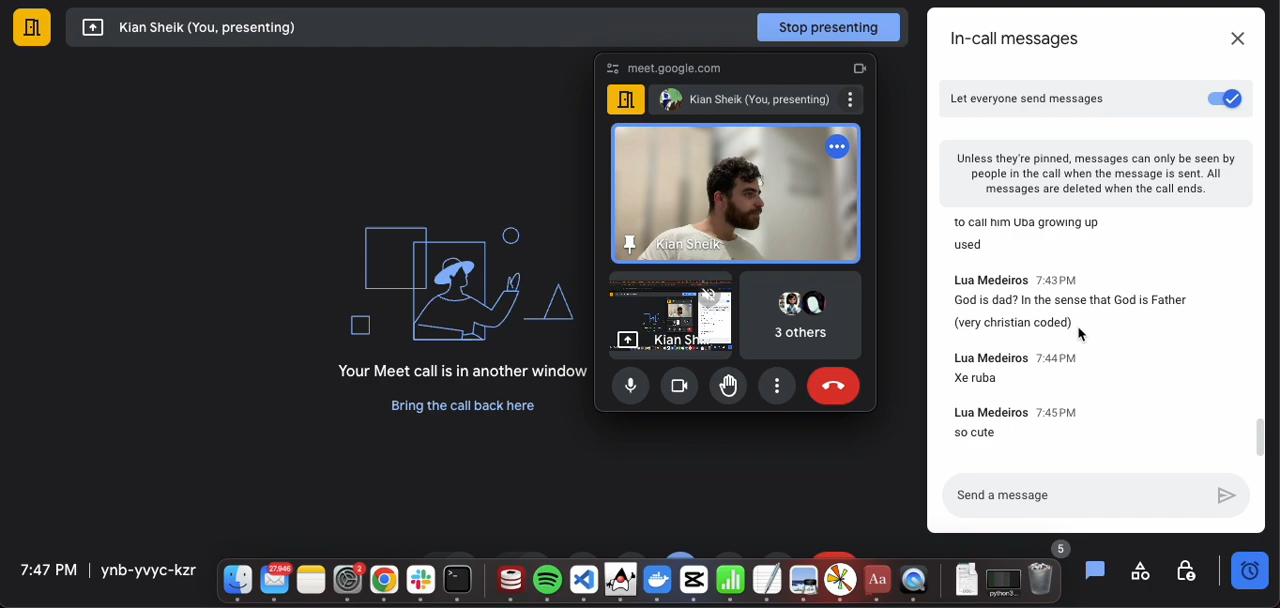 Kian Sheik (You, presenting)
Stop presenting
meet.google.com
Kian Sheik (You, presenting)
Kian Sheik
Kian Sh...
3 others
Your Meet call is in another window
Bring the call back here
In-call messages
Let everyone send messages
Unless they're pinned, messages can only be seen by
people in the call when the message is sent. All
messages are deleted when the call ends.
to call him Uba growing up
used
Lua Medeiros 7:43 PM
God is dad? In the sense that God is Father
(very christian coded)
Lua Medeiros 7:44 PM
Xe ruba
Lua Medeiros 7:45 PM
so cute
Send a message
7:47 PM | ynb-yvyc-kzr
27,946
2
Aa
python3...
5